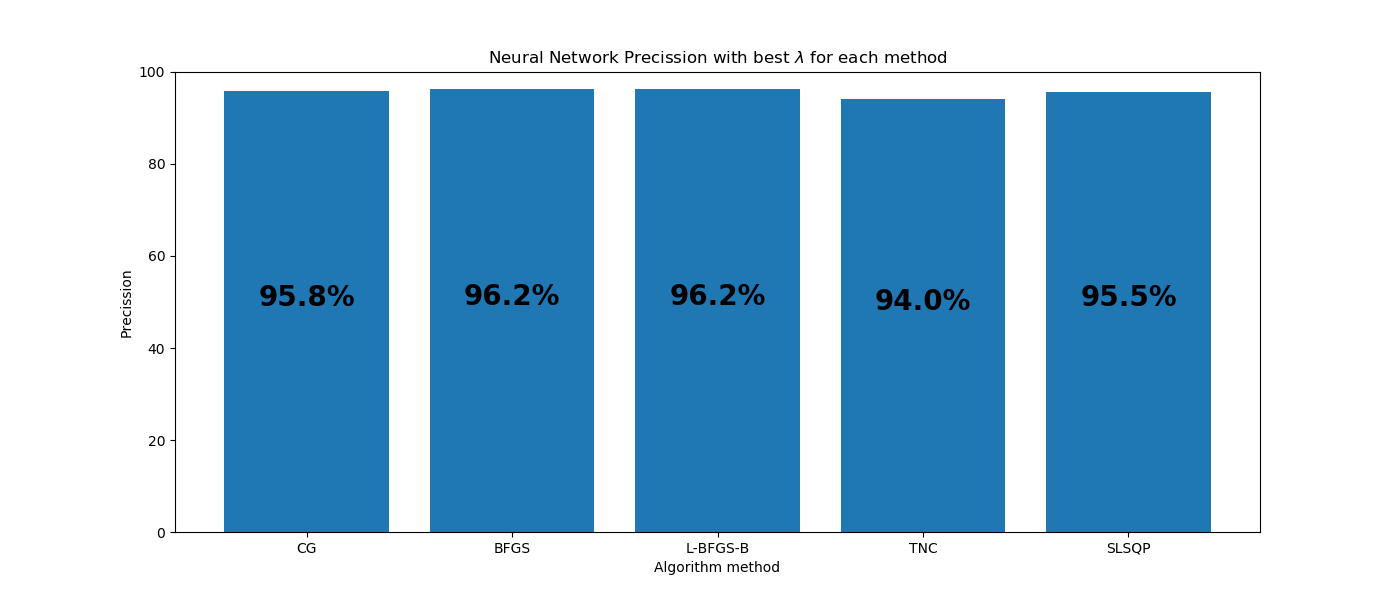 Neural Network Precission with best λ for each method
100
80
60
40
20
0
Precission
95.8%
96.2%
96.2%
94.0%
95.5%
CG
BFGS
L-BFGS-B
TNC
SLSQP
Algorithm method